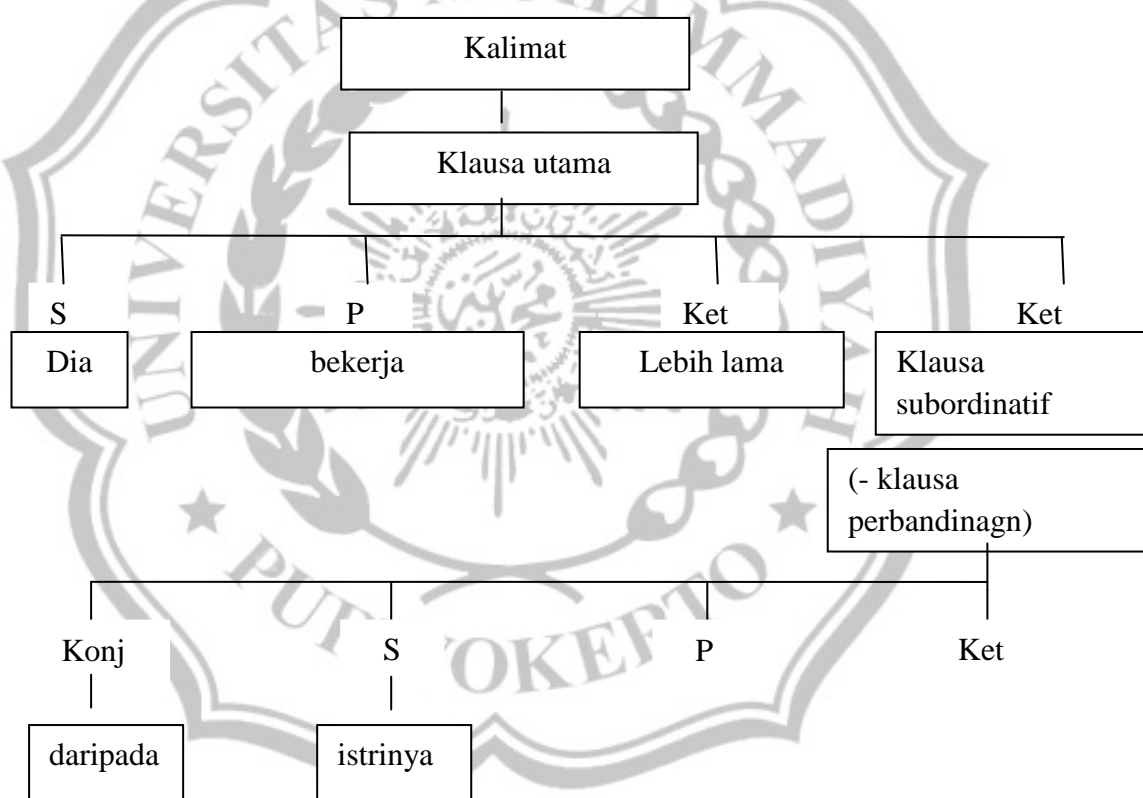 Kalimat
Klausa utama
S
P
Ket
Ket
Dia
bekerja
Lebih lama
Klausa
subordinatif
(- klausa
perbandinagn)
Konj
S
P
Ket
daripada
istrinya